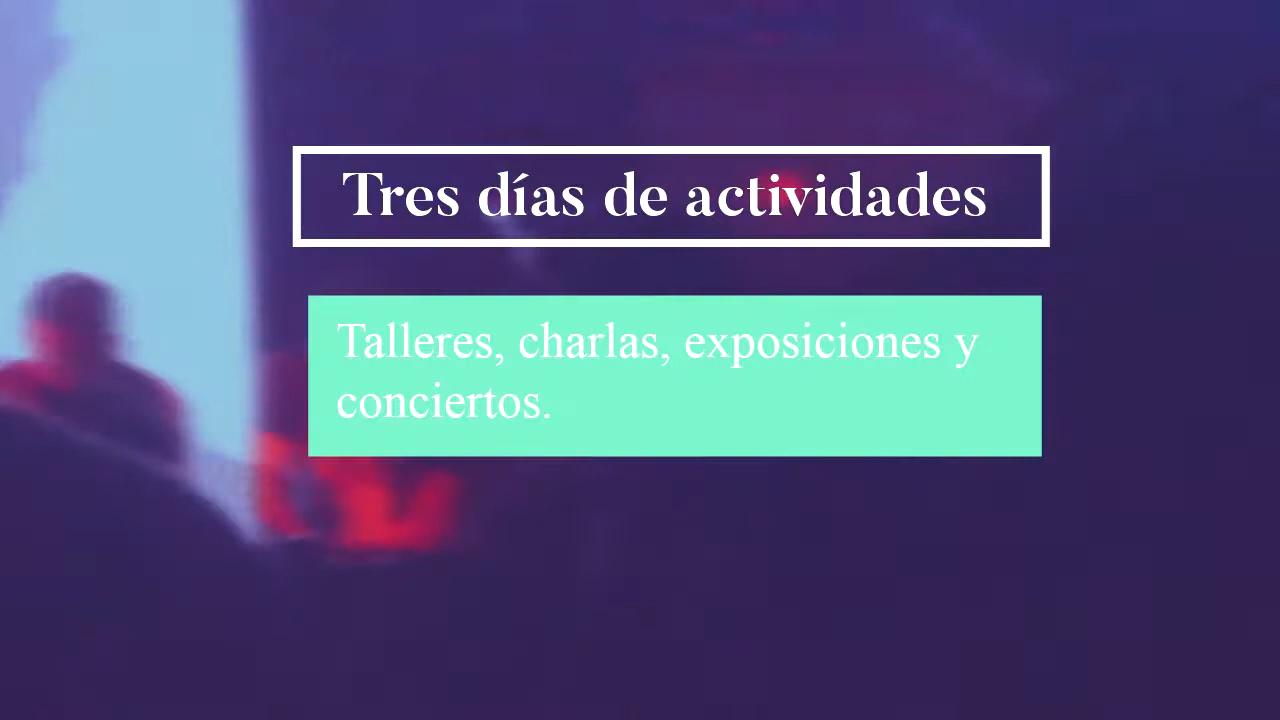 Tres días de actividades
Talleres, charlas, exposiciones y
conciertos.